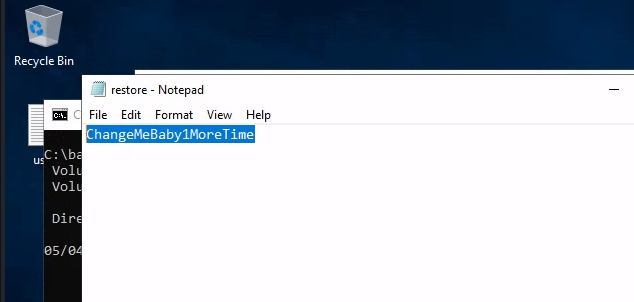 Recycle Bin
restore - Notepad
File Edit Format View Help
ChangeMeBaby1MoreTime
us
C:\ba
Volu
Volu
Dire
05/04